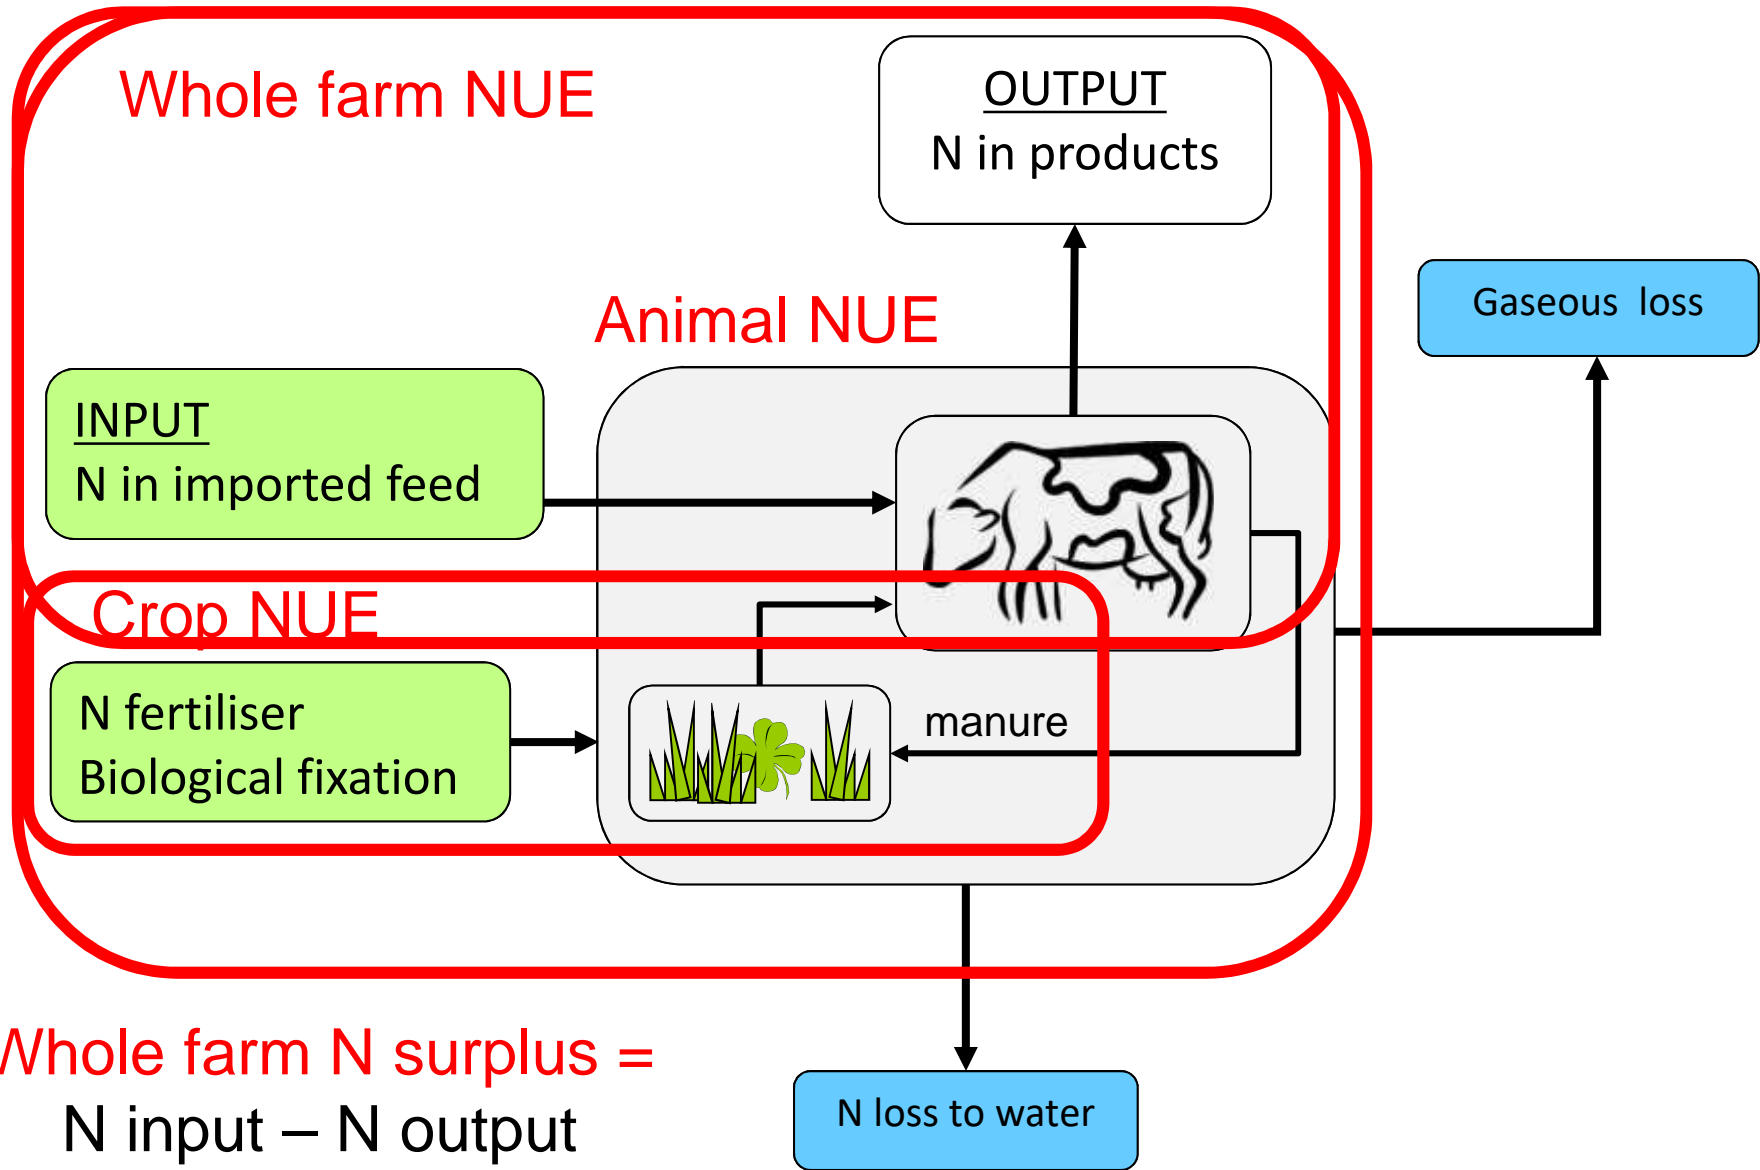 Whole farm NUE
OUTPUT
N in products
Gaseous loss
Animal NUE
INPUT
N in imported feed
Crop NUE
N fertiliser
Biological fixation
manure
Whole farm N surplus =
N input – N output
N loss to water